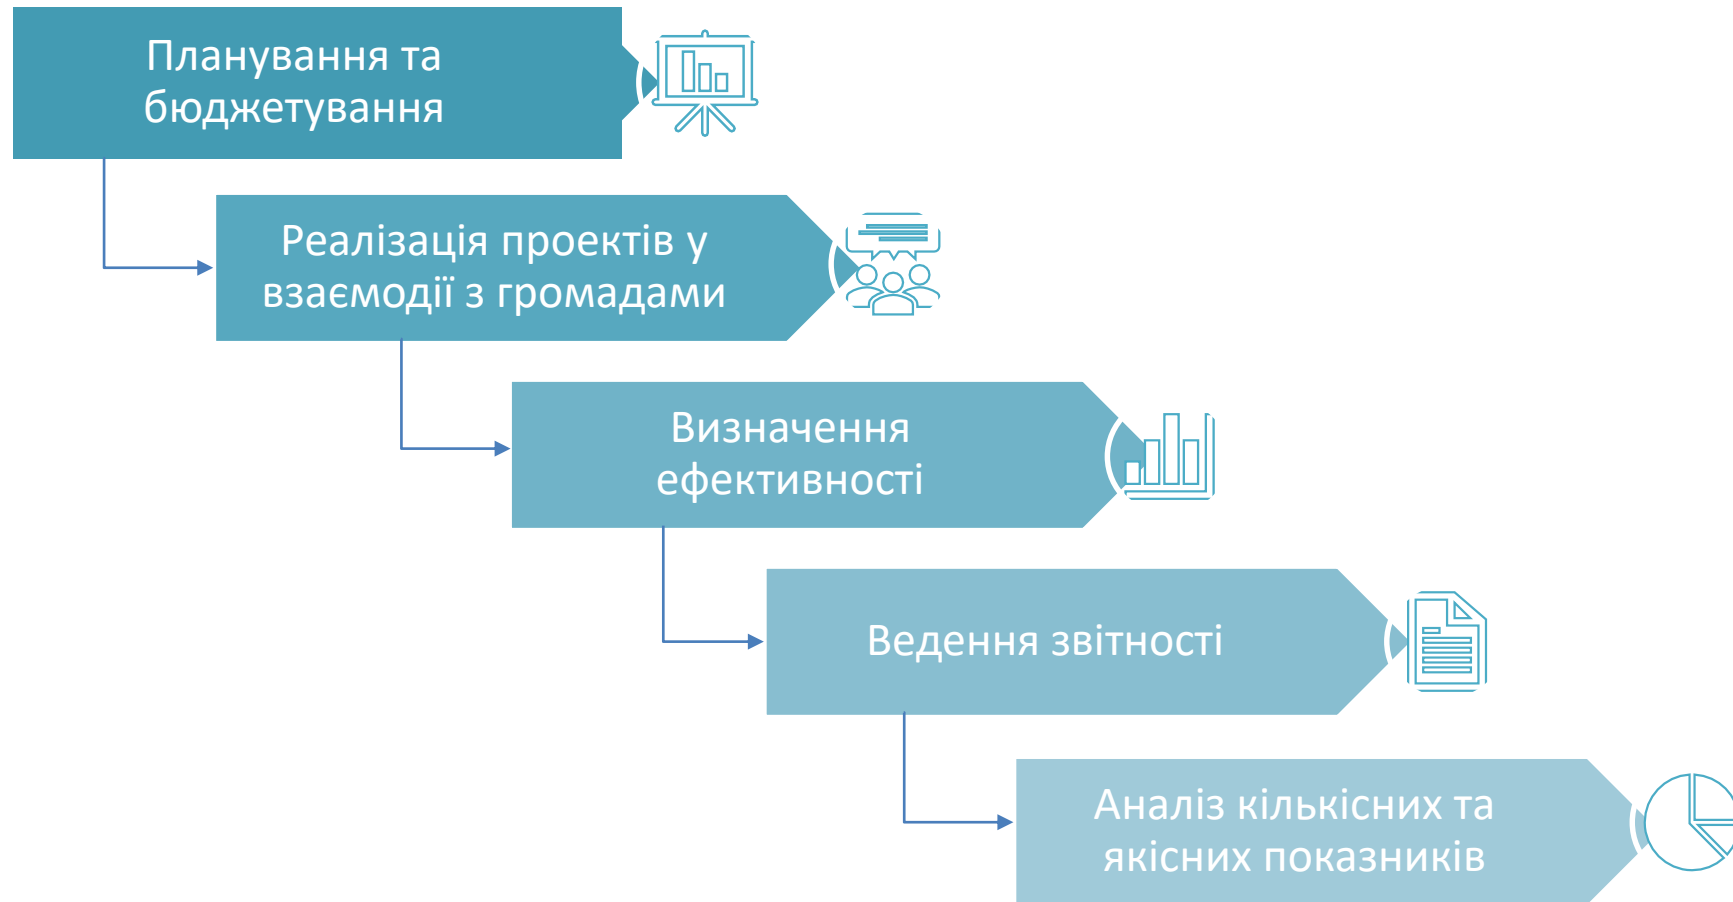 Планування та
бюджетування
Реалізація проектів у
взаємодії з громадами
Визначення
ефективності
Ведення звітності
Аналіз кількісних та
якісних показників